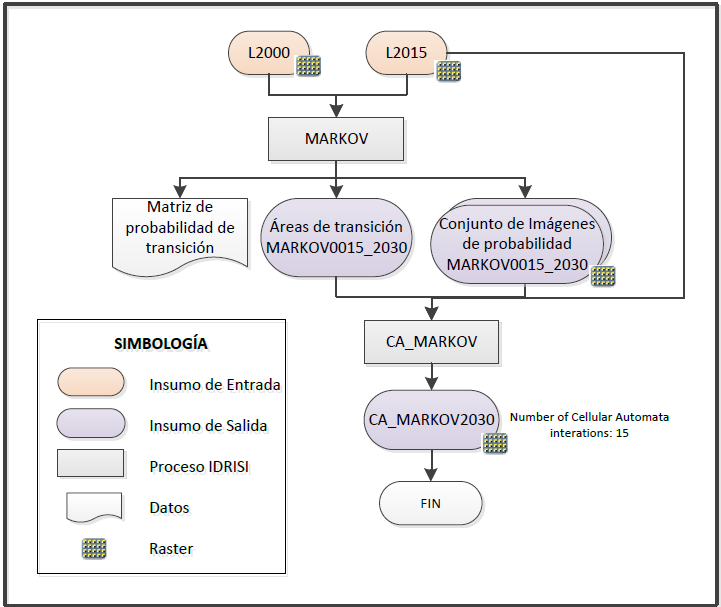 L2000
L2015
MARKOV
Matriz de
probabilidad de
transición
Áreas de transición
MARKOV0015_2030
Conjunto de Imágenes
de probabilidad
MARKOV0015_2030
CA_MARKOV
CA_MARKOV2030
Number of Cellular Automata
interations: 15
FIN
SIMBOLOGÍA
Insumo de Entrada
Insumo de Salida
Proceso IDRISI
Datos
Raster